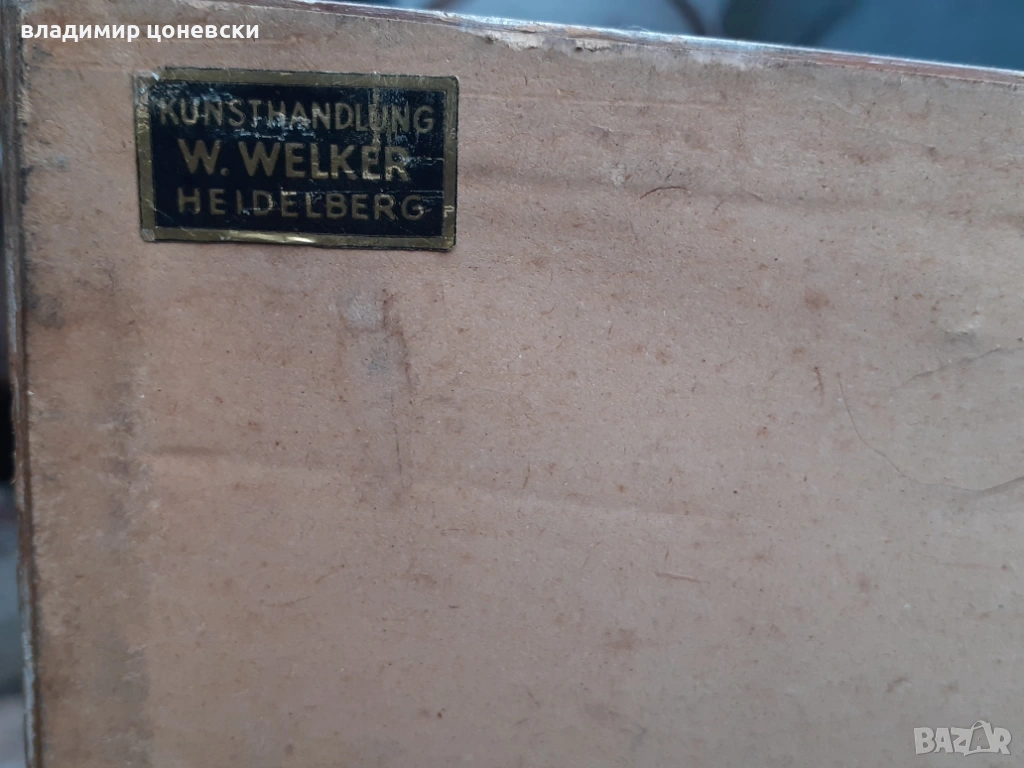 владимир цоневски
KUNSTHANDLUNG
W. WELKER
HEIDELBERG
BAZAR